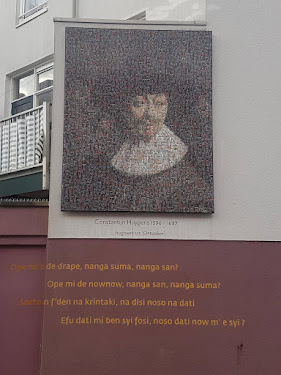 Constantijn Huygens 1596 - 1687
fragment uit
Ope mi de drape, nanga suma, nanga san?
Ope mi de nownow, nanga san, nanga suma?
f'den na krintaki, na disi noso na dati
Efu dati mi ben syi fosi, noso dati now m' e syi?